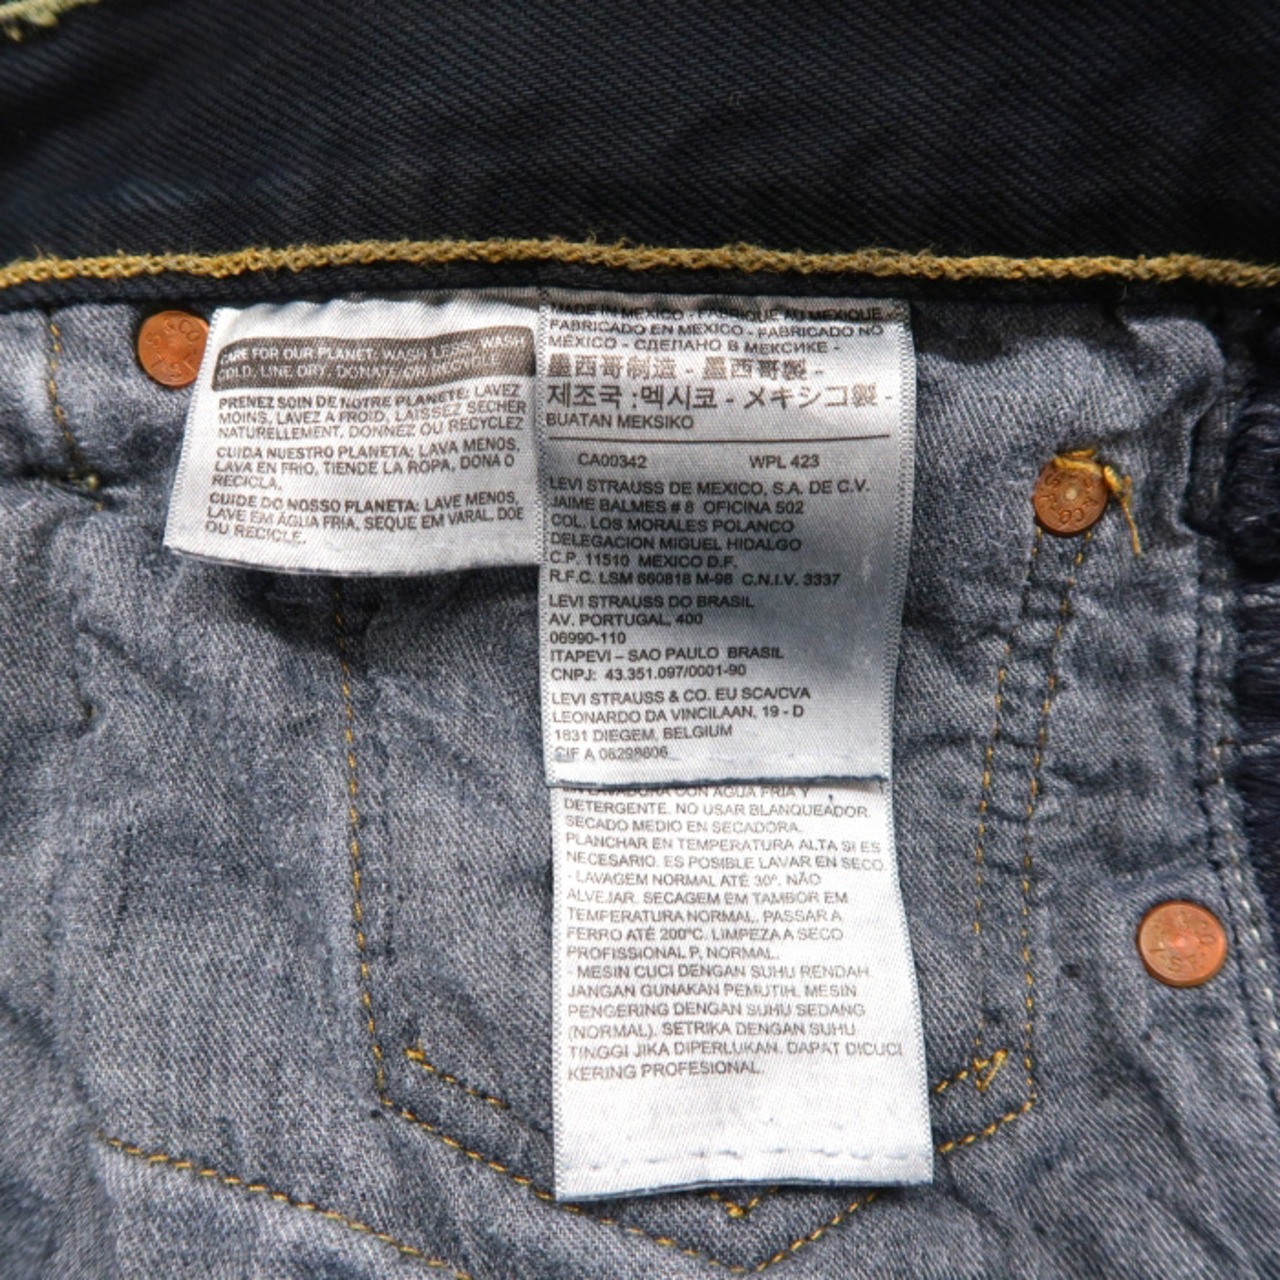 CARE FOR OUR PLANET: WASH LESS, WASH
COLD, LINE DRY, DONATE OR RECYCLE.
PRENEZ SOIN DE NOTRE PLANETE: LAVEZ
MOINS, LAVEZ A FROID, LAISSEZ SECHER
NATURELLEMENT, DONNEZ OU RECYCLEZ
CUIDA NUESTRO PLANETA: LAVA MENOS,
LAVA EN FRIO, TIENDE LA ROPA, DONA O
RECICLA.
CUIDE DO NOSSO PLANETA: LAVE MENOS,
LAVE EM ÁGUA FRIA, SEQUE EM VARAL, DOE
OU RECICLE.
MADE IN MEXICO - FABRIQUE AU MEXIQUE -
FABRICADO EN MEXICO - FABRICADO NO
MÉXICO - СДЕЛАНО В МЕКСИКЕ -
墨西哥制造 - 墨西哥製 -
제조국 :멕시코 - メキシコ製 -
BUATAN MEKSIKO
CA00342 WPL 423
LEVI STRAUSS DE MEXICO, S.A. DE C.V.
JAIME BALMES # 8 OFICINA 502
COL. LOS MORALES POLANCO
DELEGACION MIGUEL HIDALGO
C.P. 11510 MEXICO D.F.
R.F.C. LSM 660818 M-98 C.N.I.V. 3337
LEVI STRAUSS DO BRASIL
AV. PORTUGAL, 400
06990-110
ITAPEVI – SAO PAULO BRASIL
CNPJ: 43.351.097/0001-90
LEVI STRAUSS & CO. EU SCA/CVA
LEONARDO DA VINCILAAN, 19 - D
1831 DIEGEM, BELGIUM
CIF A 08298606
LAVADORA CON AGUA FRIA Y
DETERGENTE. NO USAR BLANQUEADOR.
SECADO MEDIO EN SECADORA.
PLANCHAR EN TEMPERATURA ALTA SI ES
NECESARIO. ES POSIBLE LAVAR EN SECO.
- LAVAGEM NORMAL ATÉ 30º. NÃO
ALVEJAR. SECAGEM EM TAMBOR EM
TEMPERATURA NORMAL. PASSAR A
FERRO ATÉ 200ºC. LIMPEZA A SECO
PROFISSIONAL P, NORMAL.
- MESIN CUCI DENGAN SUHU RENDAH.
JANGAN GUNAKAN PEMUTIH. MESIN
PENGERING DENGAN SUHU SEDANG
(NORMAL). SETRIKA DENGAN SUHU
TINGGI JIKA DIPERLUKAN. DAPAT DICUCI
KERING PROFESIONAL.